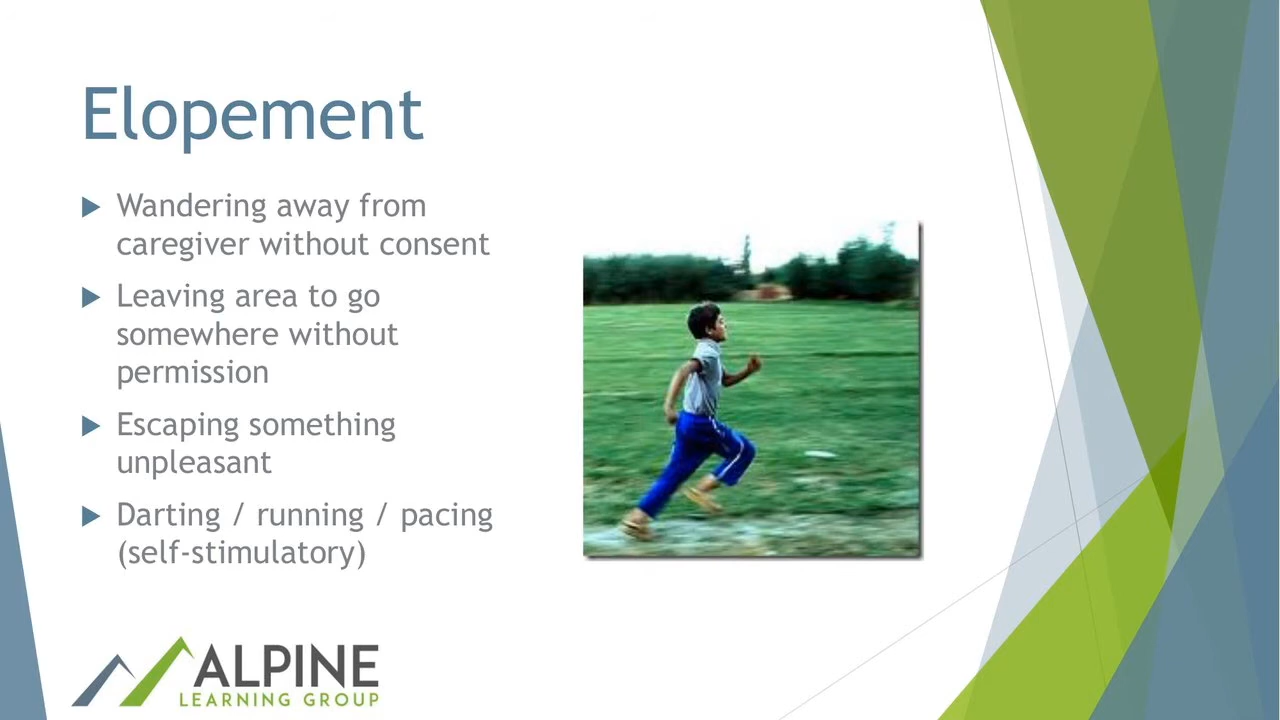 Elopement
Wandering away from
caregiver without consent
Leaving area to go
somewhere without
permission
Escaping something
unpleasant
Darting / running / pacing
(self-stimulatory)
ALPINE
LEARNING GROUP